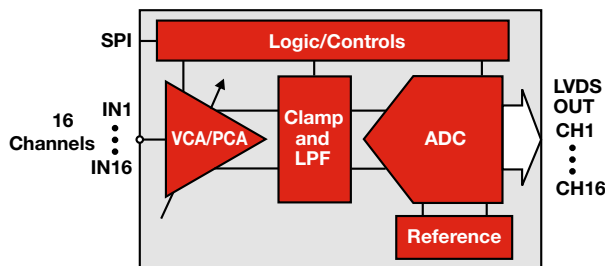 SPI
Logic/Controls
16
Channels
IN1
IN16
VCA/PCA
Clamp
and
LPF
ADC
Reference
LVDS
OUT
CH1
CH16